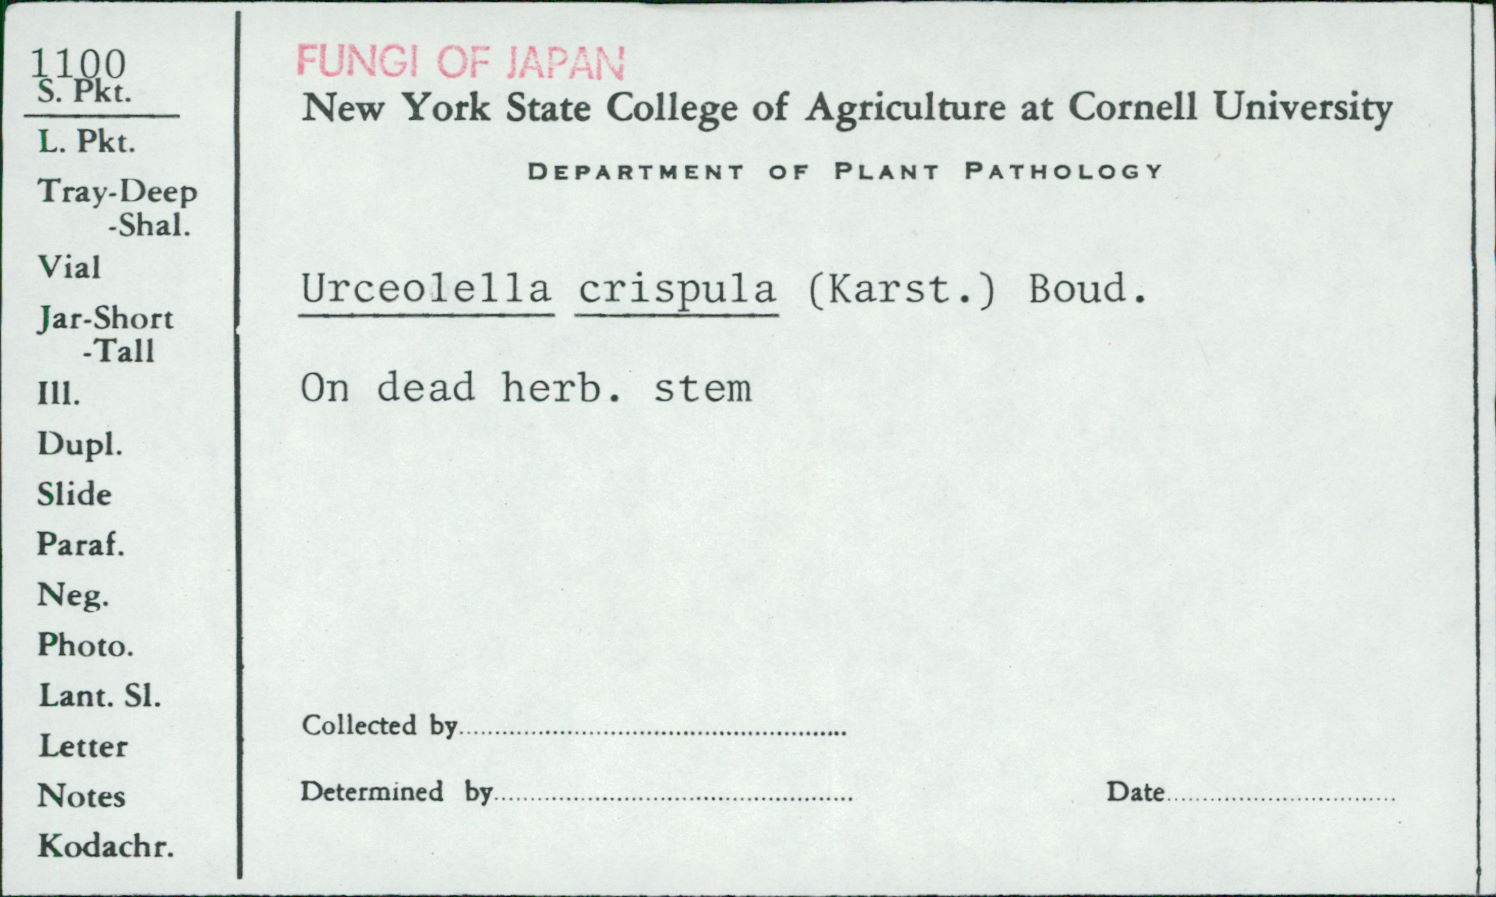 1100
S. Pkt.
L. Pkt.
Tray-Deep
-Shal.
Vial
Jar-Short
-Tall
Ill.
Dupl.
Slide
Paraf.
Neg.
Photo.
Lant. Sl.
Letter
Notes
Kodachr.
FUNGI OF JAPAN
New York State College of Agriculture at Cornell University
DEPARTMENT OF PLANT PATHOLOGY
Urceolella crispula (Karst.) Boud.
On dead herb. stem
Collected by
Determined by
Date